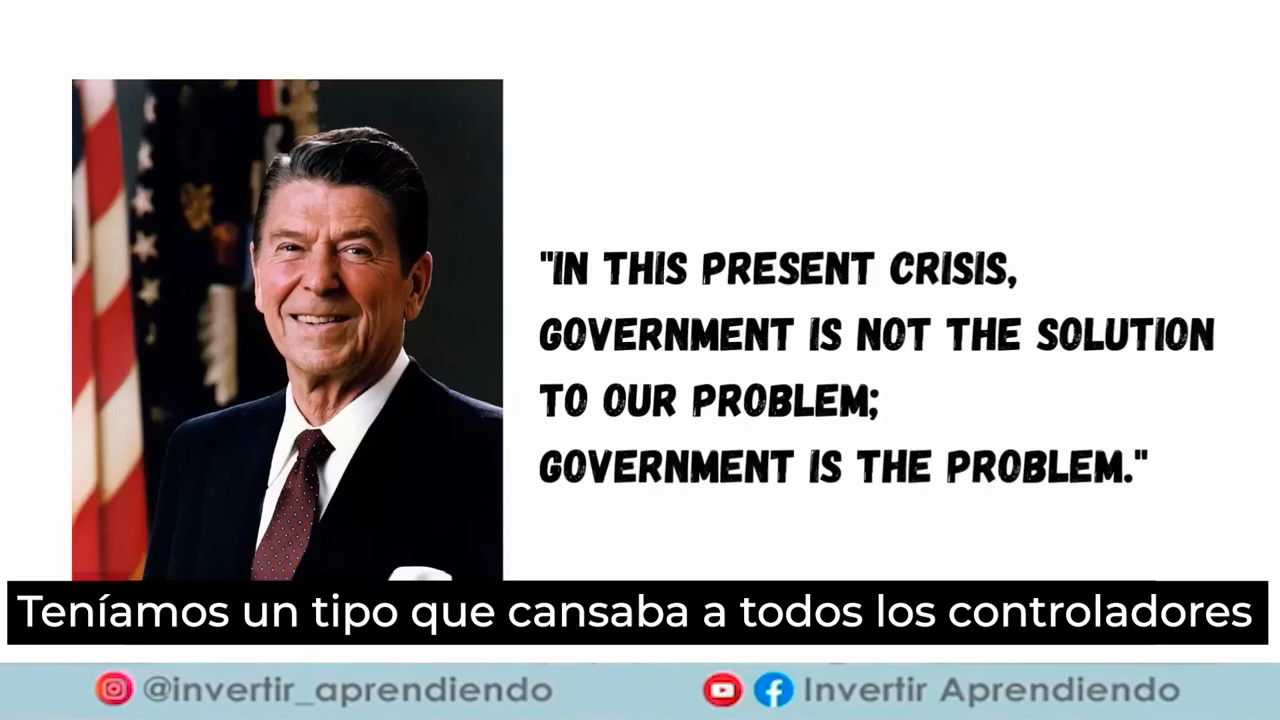 "IN THIS PRESENT CRISIS,
GOVERNMENT IS NOT THE SOLUTION
TO OUR PROBLEM;
GOVERNMENT IS THE PROBLEM."
Teníamos un tipo que cansaba a todos los controladores
@invertir_aprendiendo
Invertir Aprendiendo